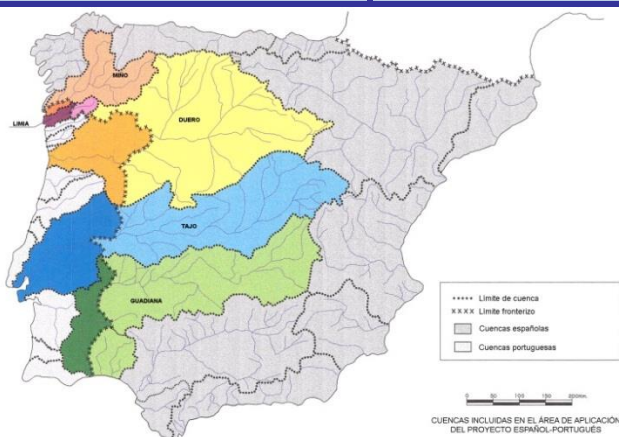 MIÑO
LIMIA
DUERO
TAJO
GUADIANA
Límite de cuenca
Límite fronterizo
Cuencas españolas
Cuencas portuguesas
0 50 100 150 200Km.
CUENCAS INCLUIDAS EN EL ÁREA DE APLICACIÓN
DEL PROYECTO ESPAÑOL-PORTUGUÉS